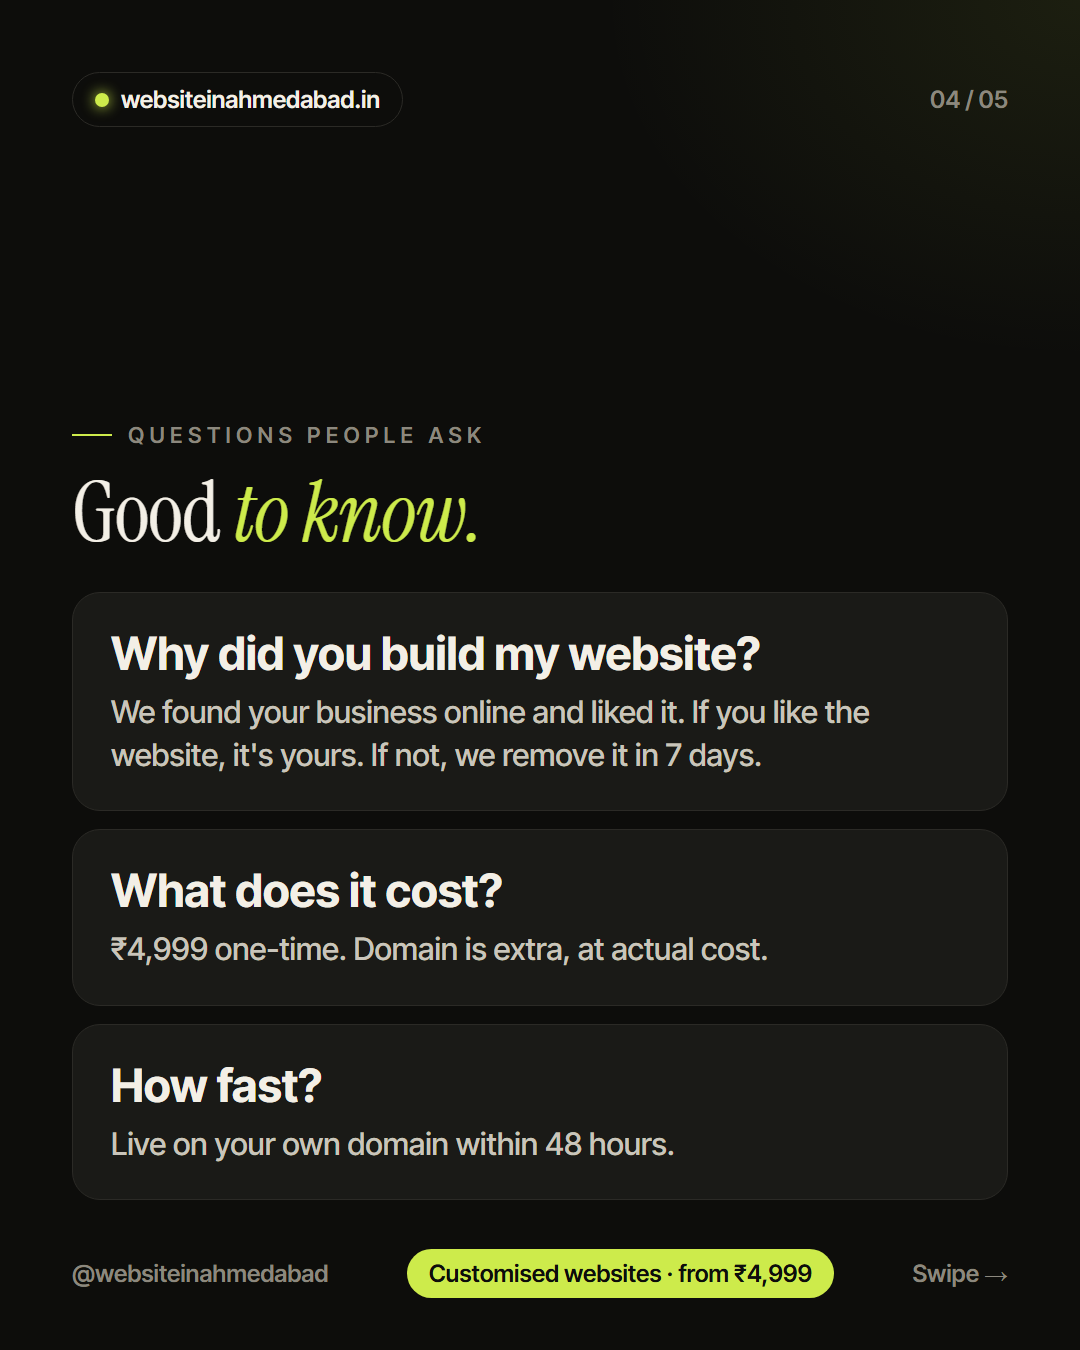 websiteinahmedabad.in
04 / 05
QUESTIONS PEOPLE ASK
Good to know.
Why did you build my website?
We found your business online and liked it. If you like the
website, it's yours. If not, we remove it in 7 days.
What does it cost?
₹4,999 one-time. Domain is extra, at actual cost.
How fast?
Live on your own domain within 48 hours.
@websiteinahmedabad
Customised websites · from ₹4,999
Swipe →